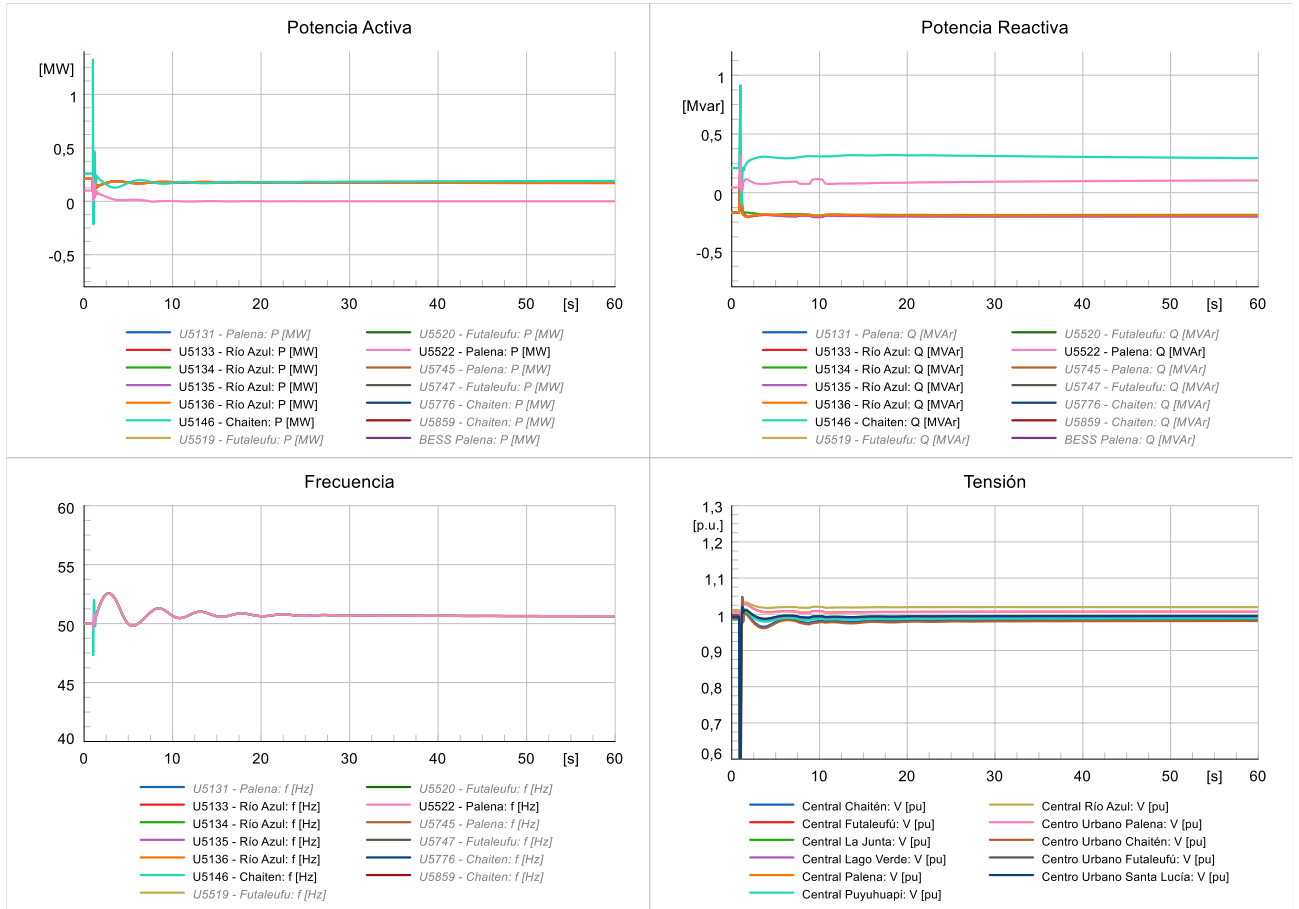 Potencia Activa
[MW]
1
0,5
0
-0,5
0 10 20 30 40 [s] 60
U5131 - Palena: P [MW] U5520 - Futaleufu: P [MW]
U5133 - Río Azul: P [MW] U5522 - Palena: P [MW]
U5134 - Río Azul: P [MW] U5745 - Palena: P [MW]
U5135 - Río Azul: P [MW] U5747 - Futaleufu: P [MW]
U5136 - Río Azul: P [MW] U5776 - Chaiten: P [MW]
U5146 - Chaiten: P [MW] U5859 - Chaiten: P [MW]
U5519 - Futaleufu: P [MW] BESS Palena: P [MW]
Potencia Reactiva
1
[Mvar]
0,5
0
-0,5
0 10 20 30 40 [s] 60
U5131 - Palena: Q [MVAr] U5520 - Futaleufu: Q [MVAr]
U5133 - Río Azul: Q [MVAr] U5522 - Palena: Q [MVAr]
U5134 - Río Azul: Q [MVAr] U5745 - Palena: Q [MVAr]
U5135 - Río Azul: Q [MVAr] U5747 - Futaleufu: Q [MVAr]
U5136 - Río Azul: Q [MVAr] U5776 - Chaiten: Q [MVAr]
U5146 - Chaiten: Q [MVAr] U5859 - Chaiten: Q [MVAr]
U5519 - Futaleufu: Q [MVAr] BESS Palena: Q [MVAr]
Frecuencia
60
55
50
45
40
0 10 20 30 40 [s] 60
U5131 - Palena: f [Hz] U5520 - Futaleufu: f [Hz]
U5133 - Río Azul: f [Hz] U5522 - Palena: f [Hz]
U5134 - Río Azul: f [Hz] U5745 - Palena: f [Hz]
U5135 - Río Azul: f [Hz] U5747 - Futaleufu: f [Hz]
U5136 - Río Azul: f [Hz] U5776 - Chaiten: f [Hz]
U5146 - Chaiten: f [Hz] U5859 - Chaiten: f [Hz]
U5519 - Futaleufu: f [Hz]
Tensión
1,3
[p.u.]
1,2
1,1
1
0,9
0,8
0,7
0,6
0 10 20 30 40 [s] 60
Central Chaitén: V [pu] Central Río Azul: V [pu]
Central Futaleufú: V [pu] Centro Urbano Palena: V [pu]
Central La Junta: V [pu] Centro Urbano Chaitén: V [pu]
Central Lago Verde: V [pu] Centro Urbano Futaleufú: V [pu]
Central Palena: V [pu] Centro Urbano Santa Lucía: V [pu]
Central Puyuhuapi: V [pu]